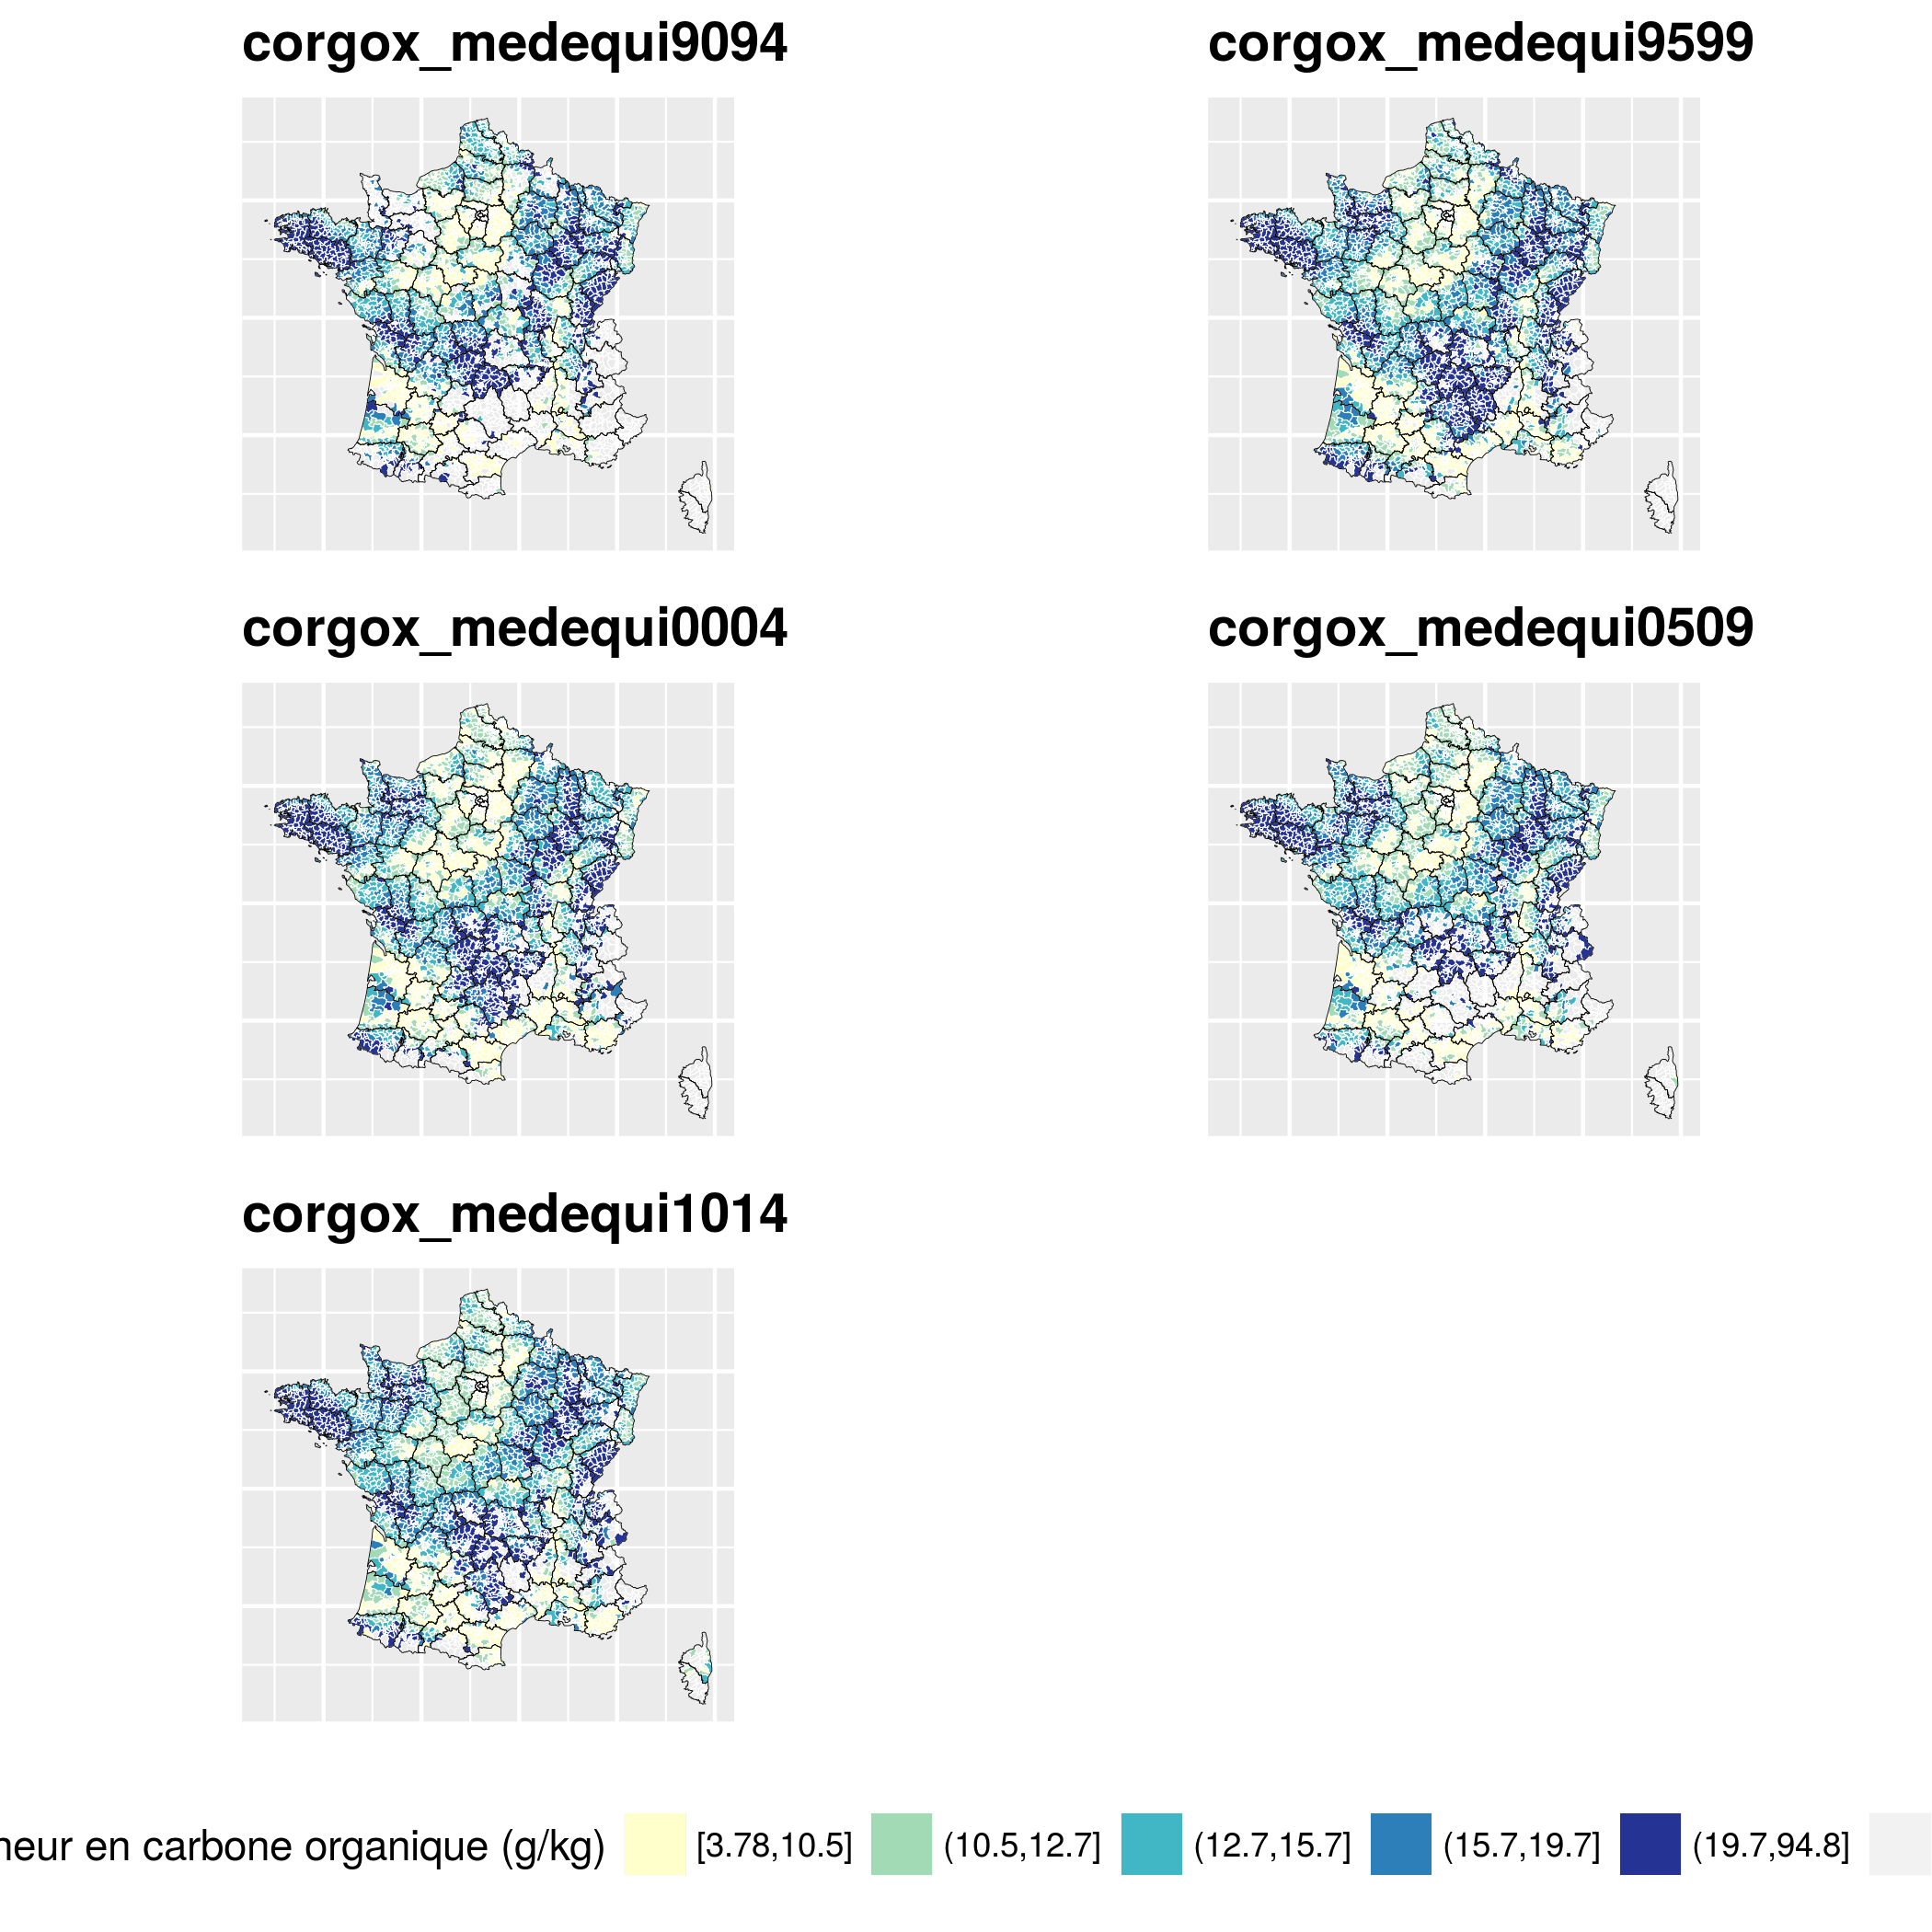 corgox_medequi9094
corgox_medequi9599
corgox_medequi0004
corgox_medequi0509
corgox_medequi1014
en carbone organique (g/kg) [3.78,10.5] (10.5,12.7] (12.7,15.7] (15.7,19.7] (19.7,94.8]